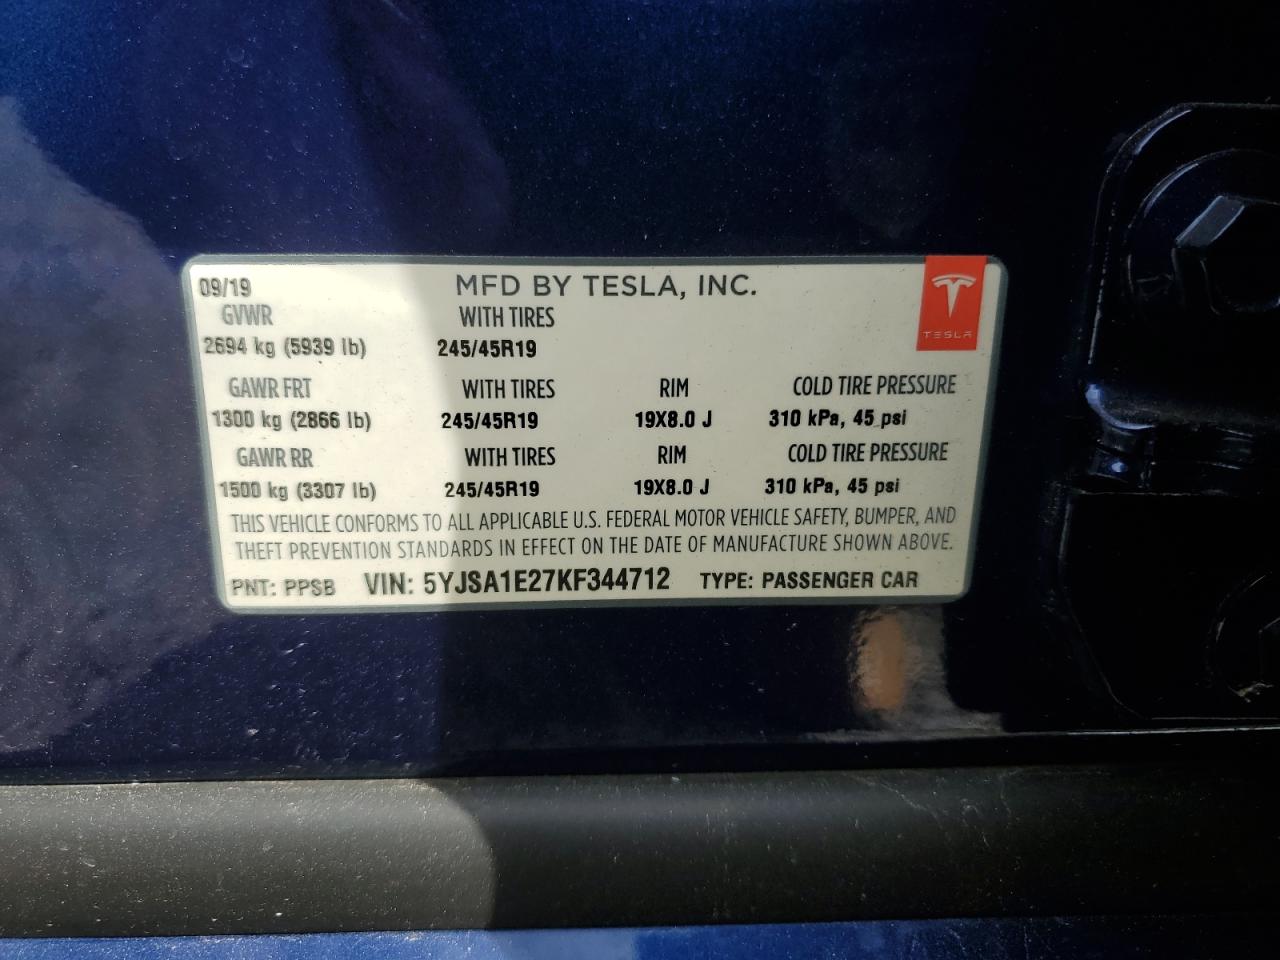 09/19 MFD BY TESLA, INC.
TESLA
GVWR WITH TIRES
2694 kg (5939 lb) 245/45R19
GAWR FRT WITH TIRES RIM COLD TIRE PRESSURE
1300 kg (2866 lb) 245/45R19 19X8.0 J 310 kPa, 45 psi
GAWR RR WITH TIRES RIM COLD TIRE PRESSURE
1500 kg (3307 lb) 245/45R19 19X8.0 J 310 kPa, 45 psi
THIS VEHICLE CONFORMS TO ALL APPLICABLE U.S. FEDERAL MOTOR VEHICLE SAFETY, BUMPER, AND
THEFT PREVENTION STANDARDS IN EFFECT ON THE DATE OF MANUFACTURE SHOWN ABOVE.
PNT: PPSB VIN: 5YJSA1E27KF344712 TYPE: PASSENGER CAR